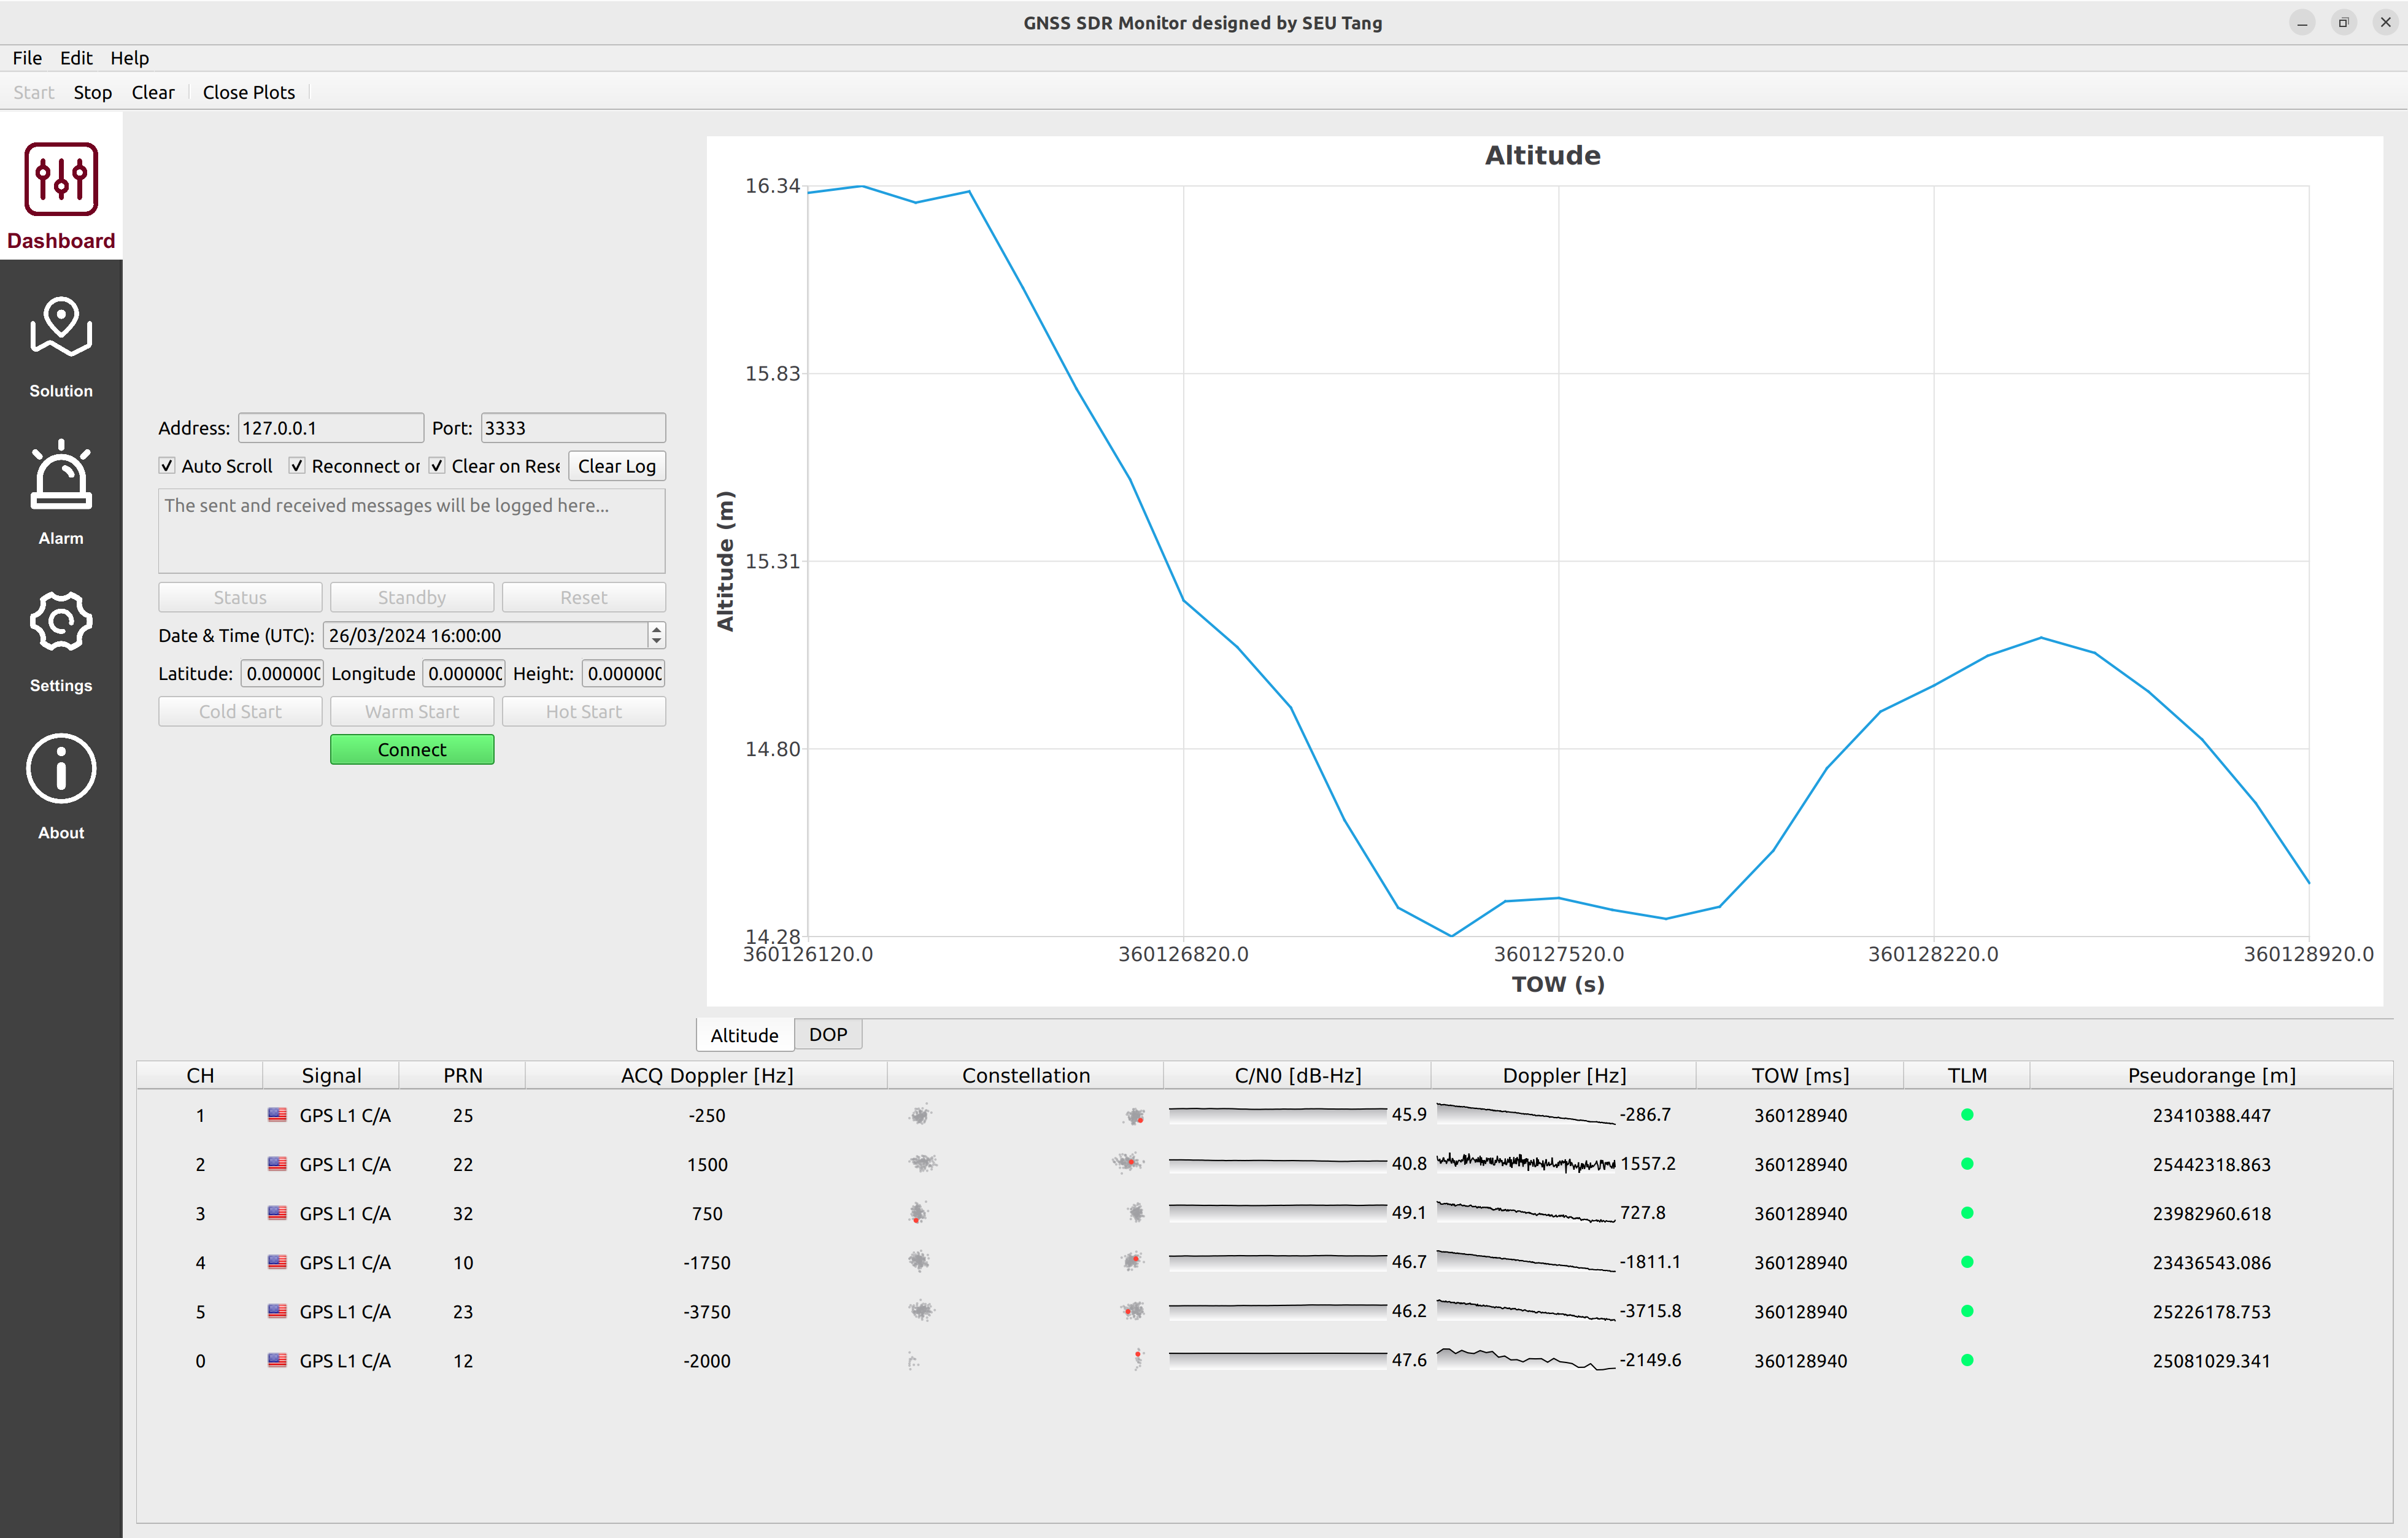 GNSS SDR Monitor designed by SEU Tang
File Edit Help
Start Stop Clear Close Plots
Dashboard
Solution
Alarm
Settings
About
Address: 127.0.0.1 Port: 3333
Auto Scroll Reconnect or Clear on Rese Clear Log
The sent and received messages will be logged here...
Status Standby Reset
Date & Time (UTC): 26/03/2024 16:00:00
Latitude: 0.000000 Longitude 0.000000 Height: 0.000000
Cold Start Warm Start Hot Start
Connect
Altitude
Altitude (m)
16.34
15.83
15.31
14.80
14.28
360126120.0 360126820.0 360127520.0 360128220.0 360128920.0
TOW (s)
Altitude DOP
CH Signal PRN ACQ Doppler [Hz] Constellation C/N0 [dB-Hz] Doppler [Hz] TOW [ms] TLM Pseudorange [m]
1 GPS L1 C/A 25 -250 45.9 -286.7 360128940 23410388.447
2 GPS L1 C/A 22 1500 40.8 1557.2 360128940 25442318.863
3 GPS L1 C/A 32 750 49.1 727.8 360128940 23982960.618
4 GPS L1 C/A 10 -1750 46.7 -1811.1 360128940 23436543.086
5 GPS L1 C/A 23 -3750 46.2 -3715.8 360128940 25226178.753
0 GPS L1 C/A 12 -2000 47.6 -2149.6 360128940 25081029.341